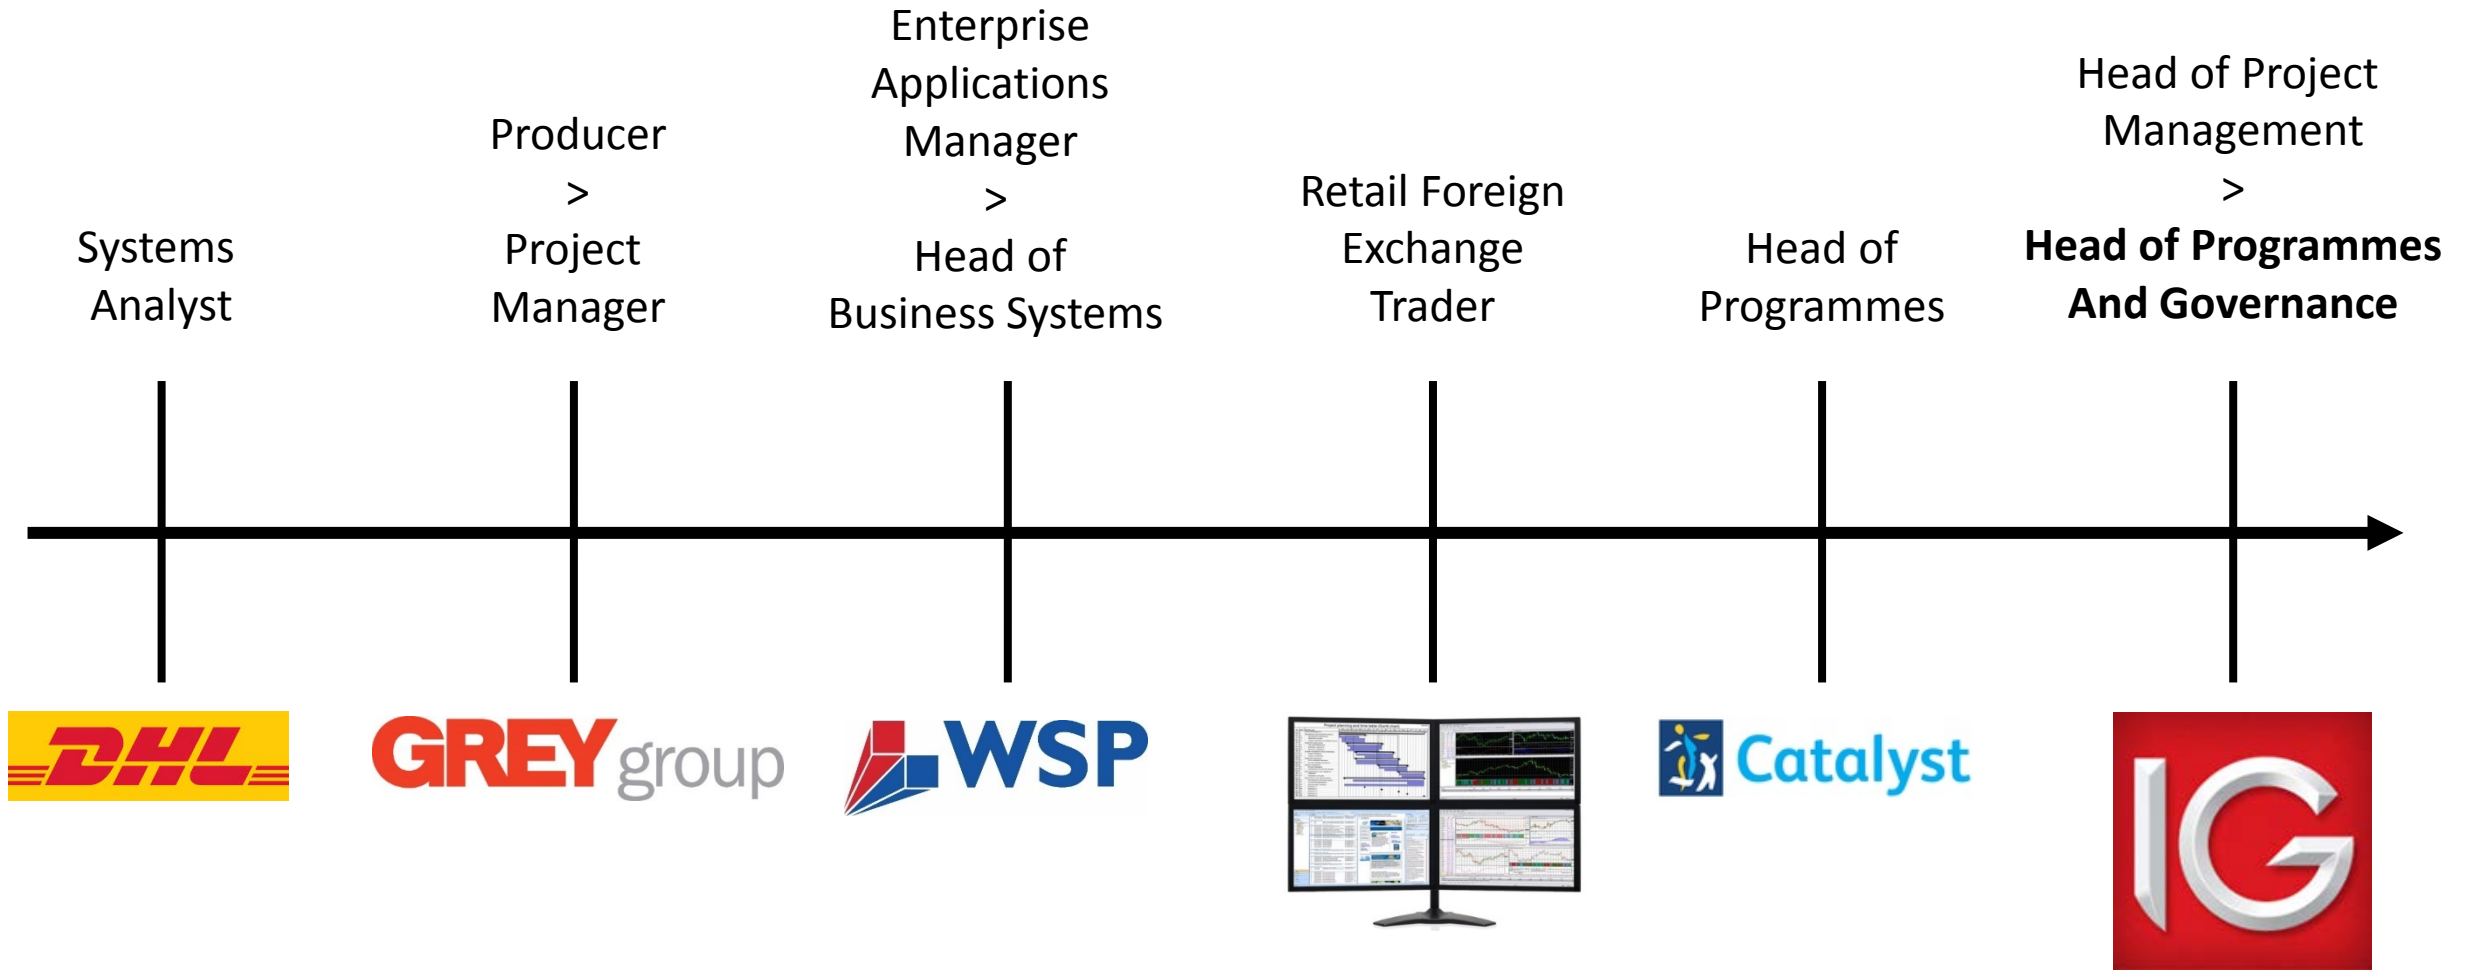 Systems
Analyst
Producer
>
Project
Manager
Enterprise
Applications
Manager
>
Head of
Business Systems
Retail Foreign
Exchange
Trader
Head of
Programmes
Head of Project
Management
>
Head of Programmes
And Governance
DHL
GREY group
WSP
Catalyst
IG